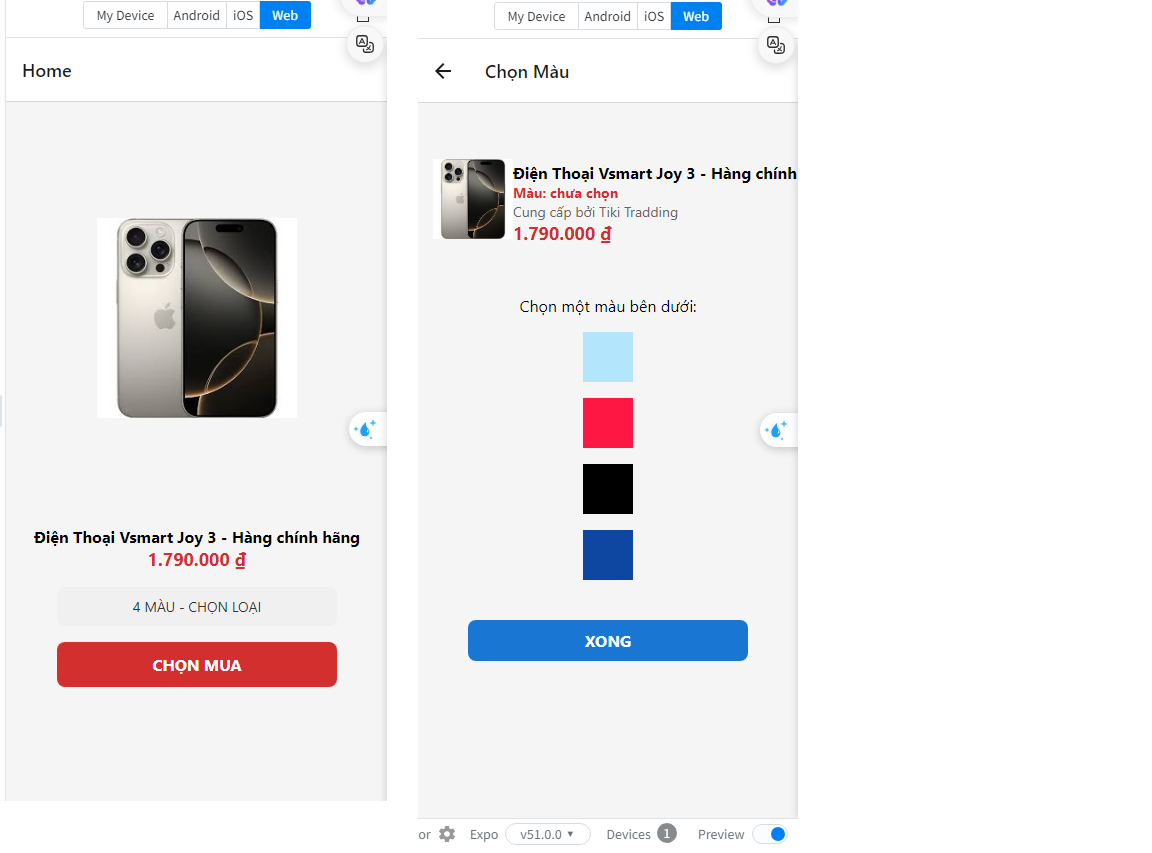 My Device Android iOS Web
Home
Điện Thoại Vsmart Joy 3 - Hàng chính hãng
1.790.000 ₫
4 MÀU - CHỌN LOẠI
CHỌN MUA
My Device Android iOS Web
Chọn Màu
Điện Thoại Vsmart Joy 3 - Hàng chính
Màu: chưa chọn
Cung cấp bởi Tiki Tradding
1.790.000 ₫
Chọn một màu bên dưới:
XONG
or Expo v51.0.0 Devices 1 Preview